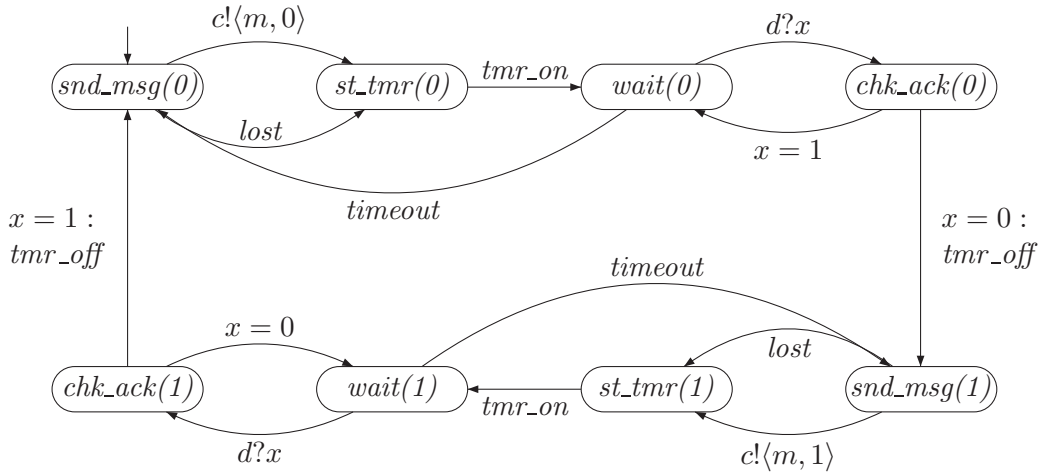 c!⟨m, 0⟩
d?x
snd_msg(0)
st_tmr(0)
tmr_on
wait(0)
chk_ack(0)
lost
x = 1
timeout
x = 1 :
tmr_off
x = 0 :
tmr_off
timeout
x = 0
lost
chk_ack(1)
wait(1)
tmr_on
st_tmr(1)
snd_msg(1)
d?x
c!⟨m, 1⟩